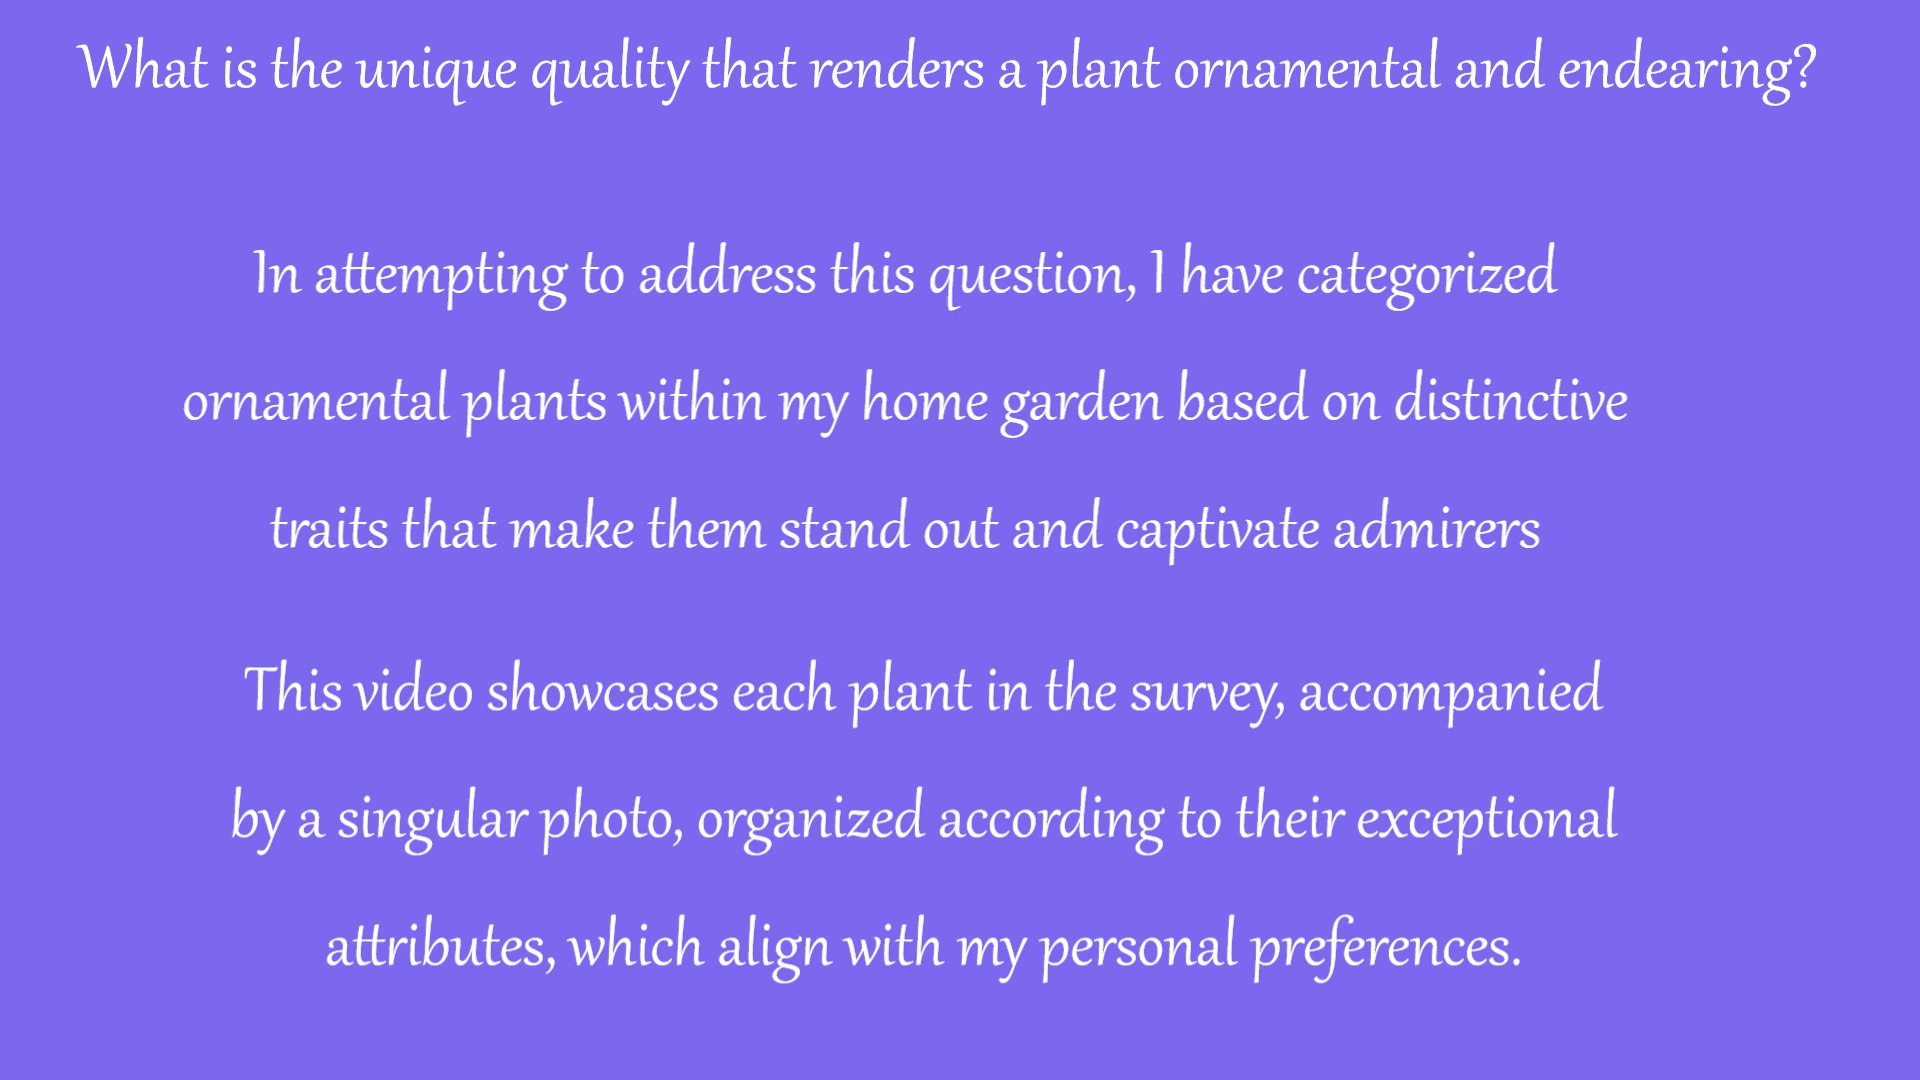 What is the unique quality that renders a plant ornamental and endearing?
In attempting to address this question, I have categorized
ornamental plants within my home garden based on distinctive
traits that make them stand out and captivate admirers
This video showcases each plant in the survey, accompanied
by a singular photo, organized according to their exceptional
attributes, which align with my personal preferences.